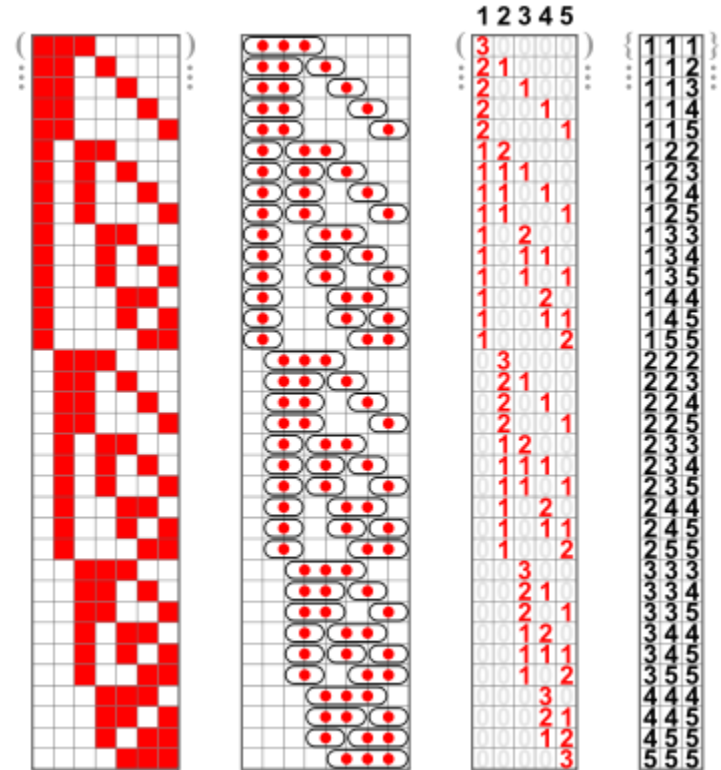 1 2 3 4 5
( ) ( 3 0 0 0 0 ) { 1 1 1 }
2 1 0 0 0 1 1 2
2 0 1 0 0 1 1 3
2 0 0 1 0 1 1 4
2 0 0 0 1 1 1 5
1 2 0 0 0 1 2 2
1 1 1 0 0 1 2 3
1 1 0 1 0 1 2 4
1 1 0 0 1 1 2 5
1 0 2 0 0 1 3 3
1 0 1 1 0 1 3 4
1 0 1 0 1 1 3 5
1 0 0 2 0 1 4 4
1 0 0 1 1 1 4 5
1 0 0 0 2 1 5 5
0 3 0 0 0 2 2 2
0 2 1 0 0 2 2 3
0 2 0 1 0 2 2 4
0 2 0 0 1 2 2 5
0 1 2 0 0 2 3 3
0 1 1 1 0 2 3 4
0 1 1 0 1 2 3 5
0 1 0 2 0 2 4 4
0 1 0 1 1 2 4 5
0 1 0 0 2 2 5 5
0 0 3 0 0 3 3 3
0 0 2 1 0 3 3 4
0 0 2 0 1 3 3 5
0 0 1 2 0 3 4 4
0 0 1 1 1 3 4 5
0 0 1 0 2 3 5 5
0 0 0 3 0 4 4 4
0 0 0 2 1 4 4 5
0 0 0 1 2 4 5 5
0 0 0 0 3 5 5 5